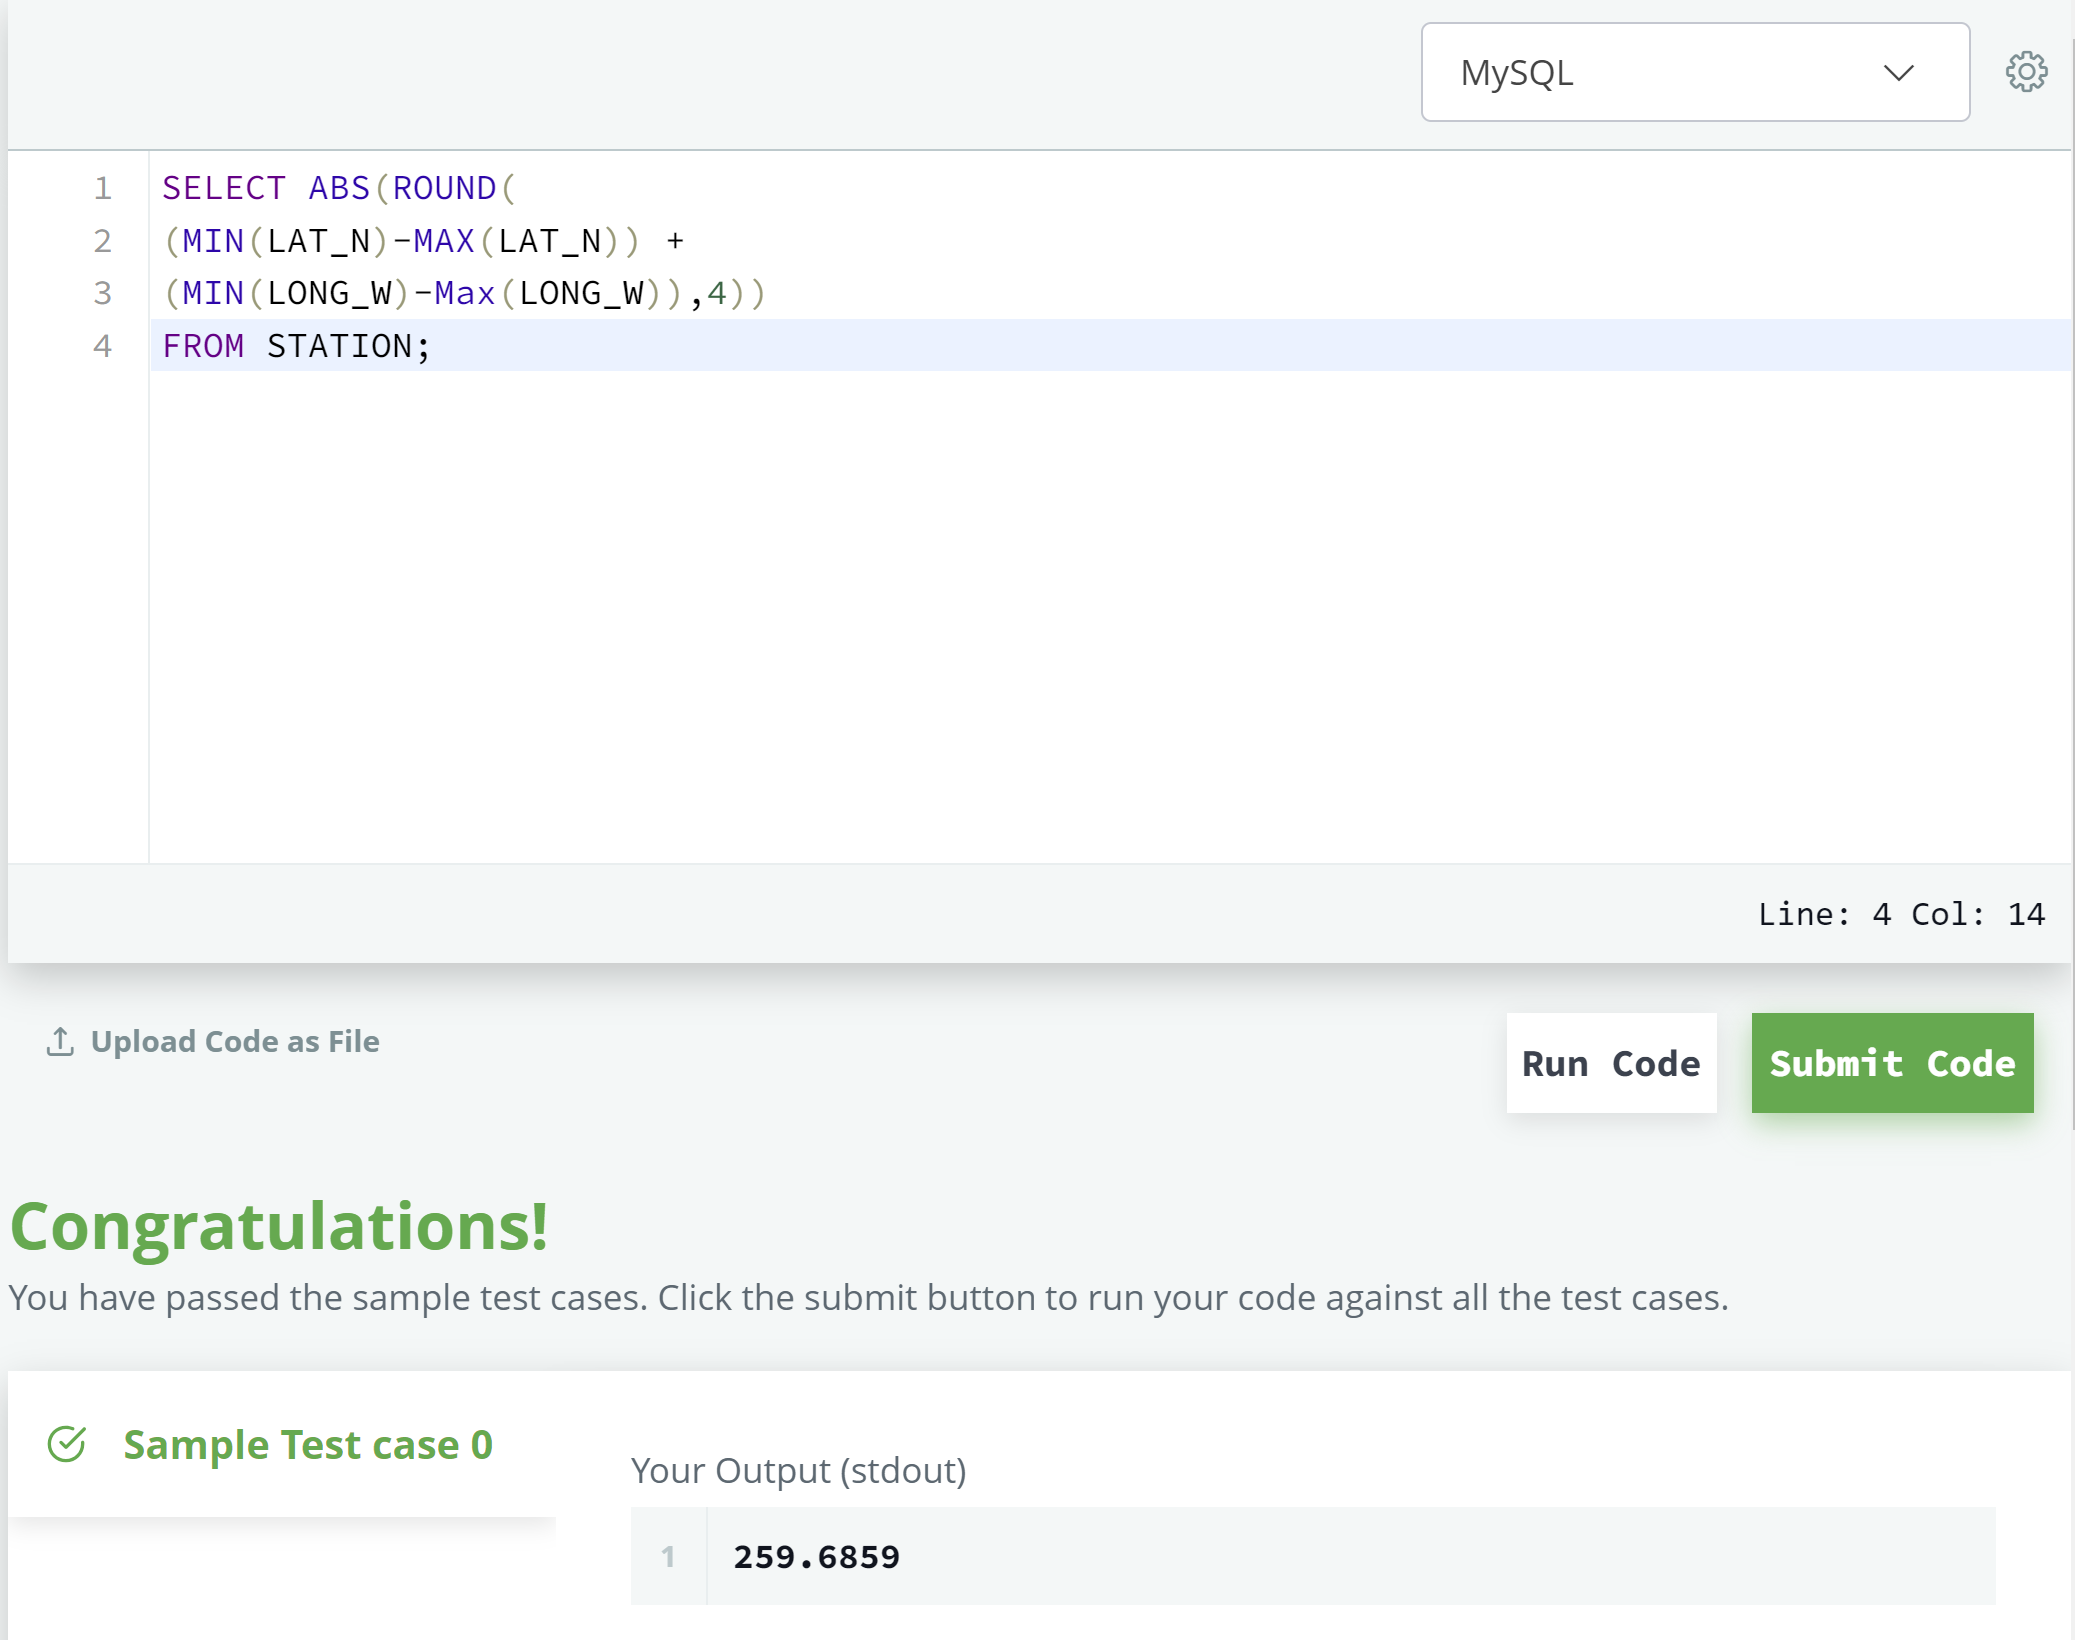 MySQL
1 SELECT ABS(ROUND(
2 (MIN(LAT_N)-MAX(LAT_N)) +
3 (MIN(LONG_W)-Max(LONG_W)),4))
4 FROM STATION;
Line: 4 Col: 14
Upload Code as File
Run Code
Submit Code
Congratulations!
You have passed the sample test cases. Click the submit button to run your code against all the test cases.
Sample Test case 0
Your Output (stdout)
1 259.6859